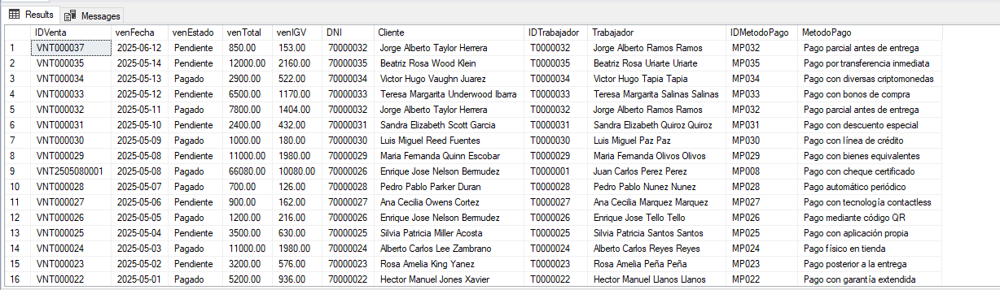 Results Messages
IDVenta venFecha venEstado venTotal venIGV DNI Cliente IDTrabajador Trabajador IDMetodoPago MetodoPago
1 VNT000037 2025-06-12 Pendiente 850.00 153.00 70000032 Jorge Alberto Taylor Herrera T0000032 Jorge Alberto Ramos Ramos MP032 Pago parcial antes de entrega
2 VNT000035 2025-05-14 Pendiente 12000.00 2160.00 70000035 Beatriz Rosa Wood Klein T0000035 Beatriz Rosa Uriarte Uriarte MP035 Pago por transferencia inmediata
3 VNT000034 2025-05-13 Pagado 2900.00 522.00 70000034 Victor Hugo Vaughn Juarez T0000034 Victor Hugo Tapia Tapia MP034 Pago con diversas criptomonedas
4 VNT000033 2025-05-12 Pendiente 6500.00 1170.00 70000033 Teresa Margarita Underwood Ibarra T0000033 Teresa Margarita Salinas Salinas MP033 Pago con bonos de compra
5 VNT000032 2025-05-11 Pagado 7800.00 1404.00 70000032 Jorge Alberto Taylor Herrera T0000032 Jorge Alberto Ramos Ramos MP032 Pago parcial antes de entrega
6 VNT000031 2025-05-10 Pendiente 2400.00 432.00 70000031 Sandra Elizabeth Scott Garcia T0000031 Sandra Elizabeth Quiroz Quiroz MP031 Pago con descuento especial
7 VNT000030 2025-05-09 Pagado 1000.00 180.00 70000030 Luis Miguel Reed Fuentes T0000030 Luis Miguel Paz Paz MP030 Pago con línea de crédito
8 VNT000029 2025-05-08 Pendiente 11000.00 1980.00 70000029 Maria Fernanda Quinn Escobar T0000029 Maria Fernanda Olivos Olivos MP029 Pago con bienes equivalentes
9 VNT2505080001 2025-05-08 Pagado 66080.00 10080.00 70000026 Enrique Jose Nelson Bermudez T0000001 Juan Carlos Perez Perez MP008 Pago con cheque certificado
10 VNT000028 2025-05-07 Pagado 700.00 126.00 70000028 Pedro Pablo Parker Duran T0000028 Pedro Pablo Nunez Nunez MP028 Pago automático periódico
11 VNT000027 2025-05-06 Pendiente 900.00 162.00 70000027 Ana Cecilia Owens Cortez T0000027 Ana Cecilia Marquez Marquez MP027 Pago con tecnología contactless
12 VNT000026 2025-05-05 Pagado 1200.00 216.00 70000026 Enrique Jose Nelson Bermudez T0000026 Enrique Jose Tello Tello MP026 Pago mediante código QR
13 VNT000025 2025-05-04 Pendiente 3500.00 630.00 70000025 Silvia Patricia Miller Acosta T0000025 Silvia Patricia Santos Santos MP025 Pago con aplicación propia
14 VNT000024 2025-05-03 Pagado 11000.00 1980.00 70000024 Alberto Carlos Lee Zambrano T0000024 Alberto Carlos Reyes Reyes MP024 Pago físico en tienda
15 VNT000023 2025-05-02 Pendiente 3200.00 576.00 70000023 Rosa Amelia King Yanez T0000023 Rosa Amelia Peña Peña MP023 Pago posterior a la entrega
16 VNT000022 2025-05-01 Pagado 5200.00 936.00 70000022 Hector Manuel Jones Xavier T0000022 Hector Manuel Llanos Llanos MP022 Pago con garantía extendida